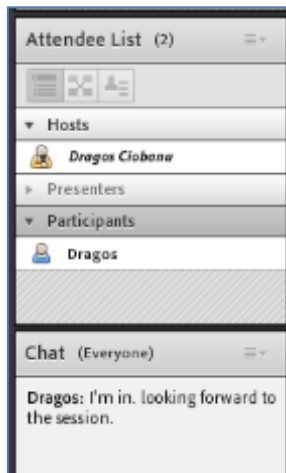 Attendee List (2)
Hosts
Dragos Ciobanu
Presenters
Participants
Dragos
Chat (Everyone)
Dragos: I'm in. looking forward to
the session.